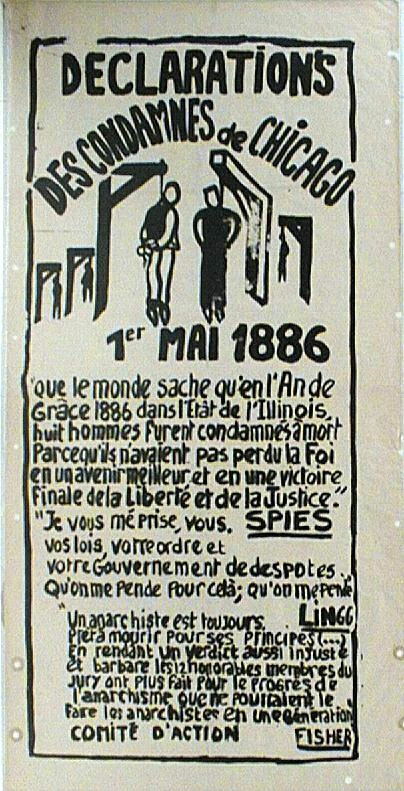 DECLARATIONS
DES CONDAMNES de CHICAGO
1er MAI 1886
"que le monde sache qu'en l'An de
Grâce 1886 dans l'Etat de l'Illinois,
huit hommes furent condamnés à mort
Parcequ'ils n'avaient pas perdu la Foi
en un avenir meilleur et en une victoire
Finale de la Liberté et de la Justice."
"Je vous méprise, vous. SPIES
vos lois, votre ordre et
votre Gouvernement de despotes.
Qu'on me Pende Pour celà; qu'on me Pende
LINGG
"Un anarchiste est toujours
Prêt à mourir pour ses principes (...)
En rendant un verdict aussi injuste
et barbare les 12 honorables membres du
Jury ont plus fait Pour le Progrès de
l'anarchisme que ne pourraient le
Faire les anarchistes en une Génération
COMITÉ D'ACTION FISHER